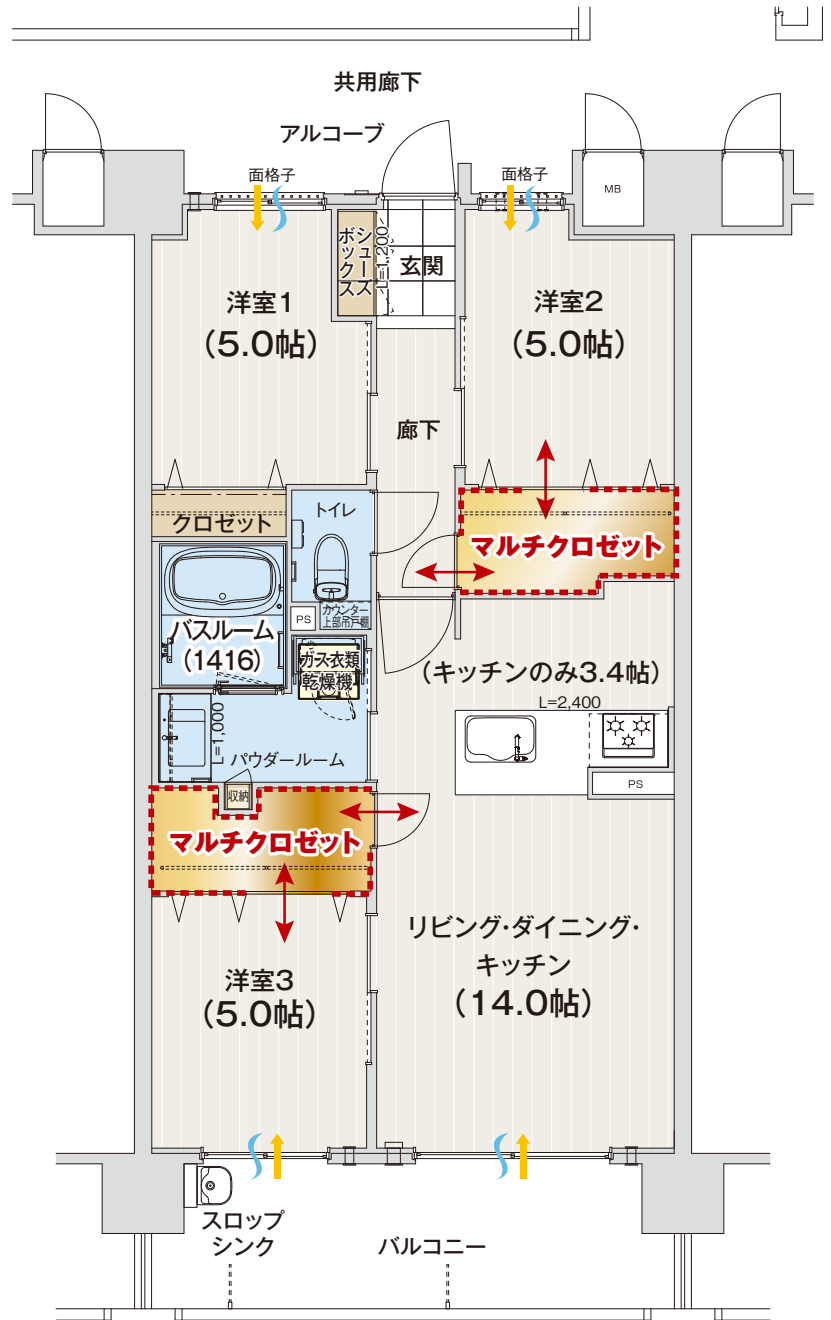 共用廊下
アルコーブ
面格子
面格子
MB
シューズ
ボックス
L=1,200
玄関
洋室1
(5.0帖)
洋室2
(5.0帖)
廊下
クロゼット
トイレ
マルチクロゼット
PS
カウンター
上部吊戸棚
バスルーム
(1416)
ガス衣類
乾燥機
(キッチンのみ3.4帖)
L=2,400
L=1,000
パウダールーム
PS
収納
マルチクロゼット
リビング・ダイニング・
キッチン
(14.0帖)
洋室3
(5.0帖)
スロップ
シンク
バルコニー